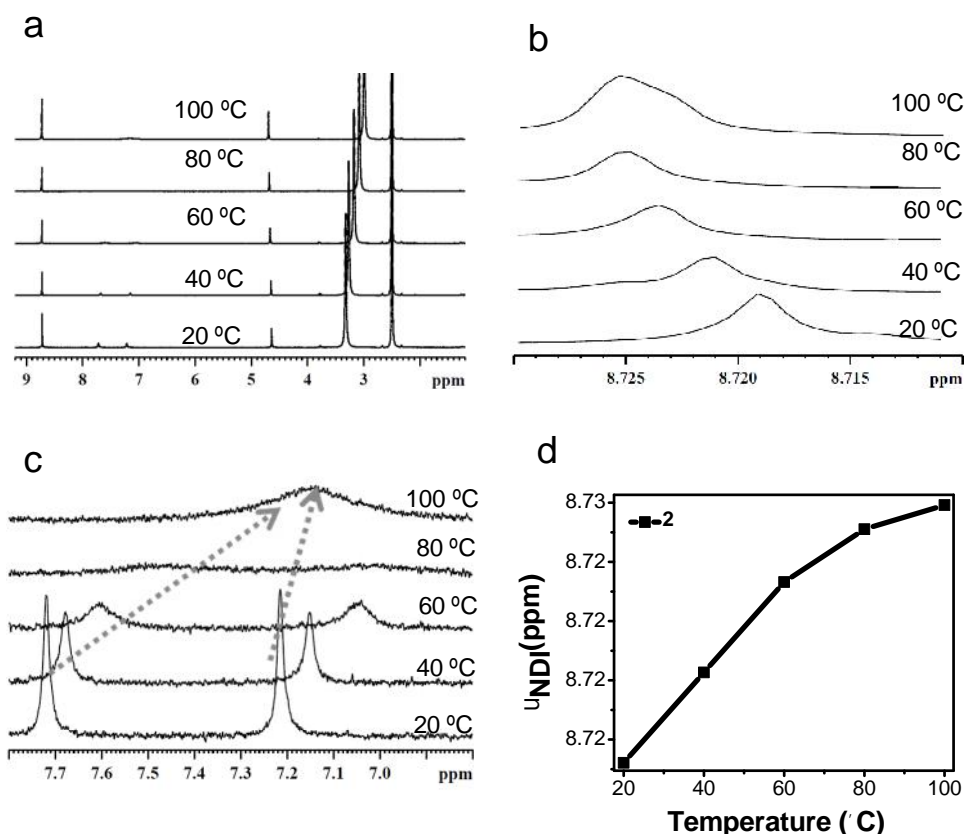 a
100 ºC
80 ºC
60 ºC
40 ºC
20 ºC
9 8 7 6 5 4 3 ppm
b
100 ºC
80 ºC
60 ºC
40 ºC
20 ºC
8.725 8.720 8.715 ppm
c
100 ºC
80 ºC
60 ºC
40 ºC
20 ºC
7.7 7.6 7.5 7.4 7.3 7.2 7.1 7.0 ppm
d
8.73
8.72
8.72
8.72
8.72
2
uNDI(ppm)
20 40 60 80 100
Temperature (′ C)